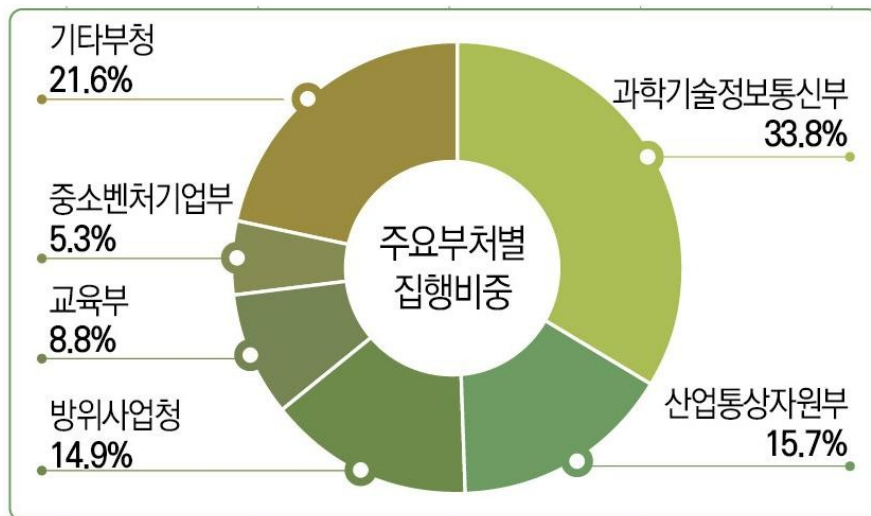 기타부청
21.6%
과학기술정보통신부
33.8%
중소벤처기업부
5.3%
주요부처별
집행비중
교육부
8.8%
방위사업청
14.9%
산업통상자원부
15.7%